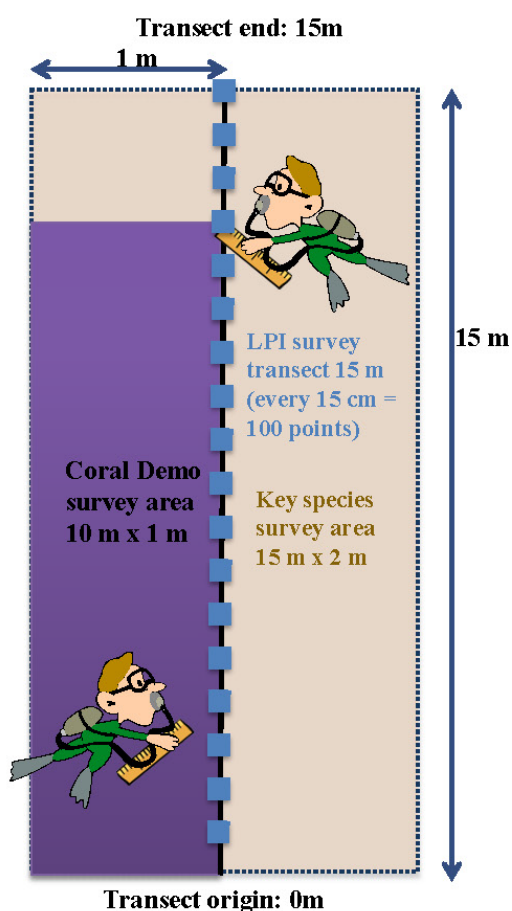 Transect end: 15m
1 m
15 m
LPI survey
transect 15 m
(every 15 cm =
100 points)
Coral Demo
survey area
10 m x 1 m
Key species
survey area
15 m x 2 m
Transect origin: 0m